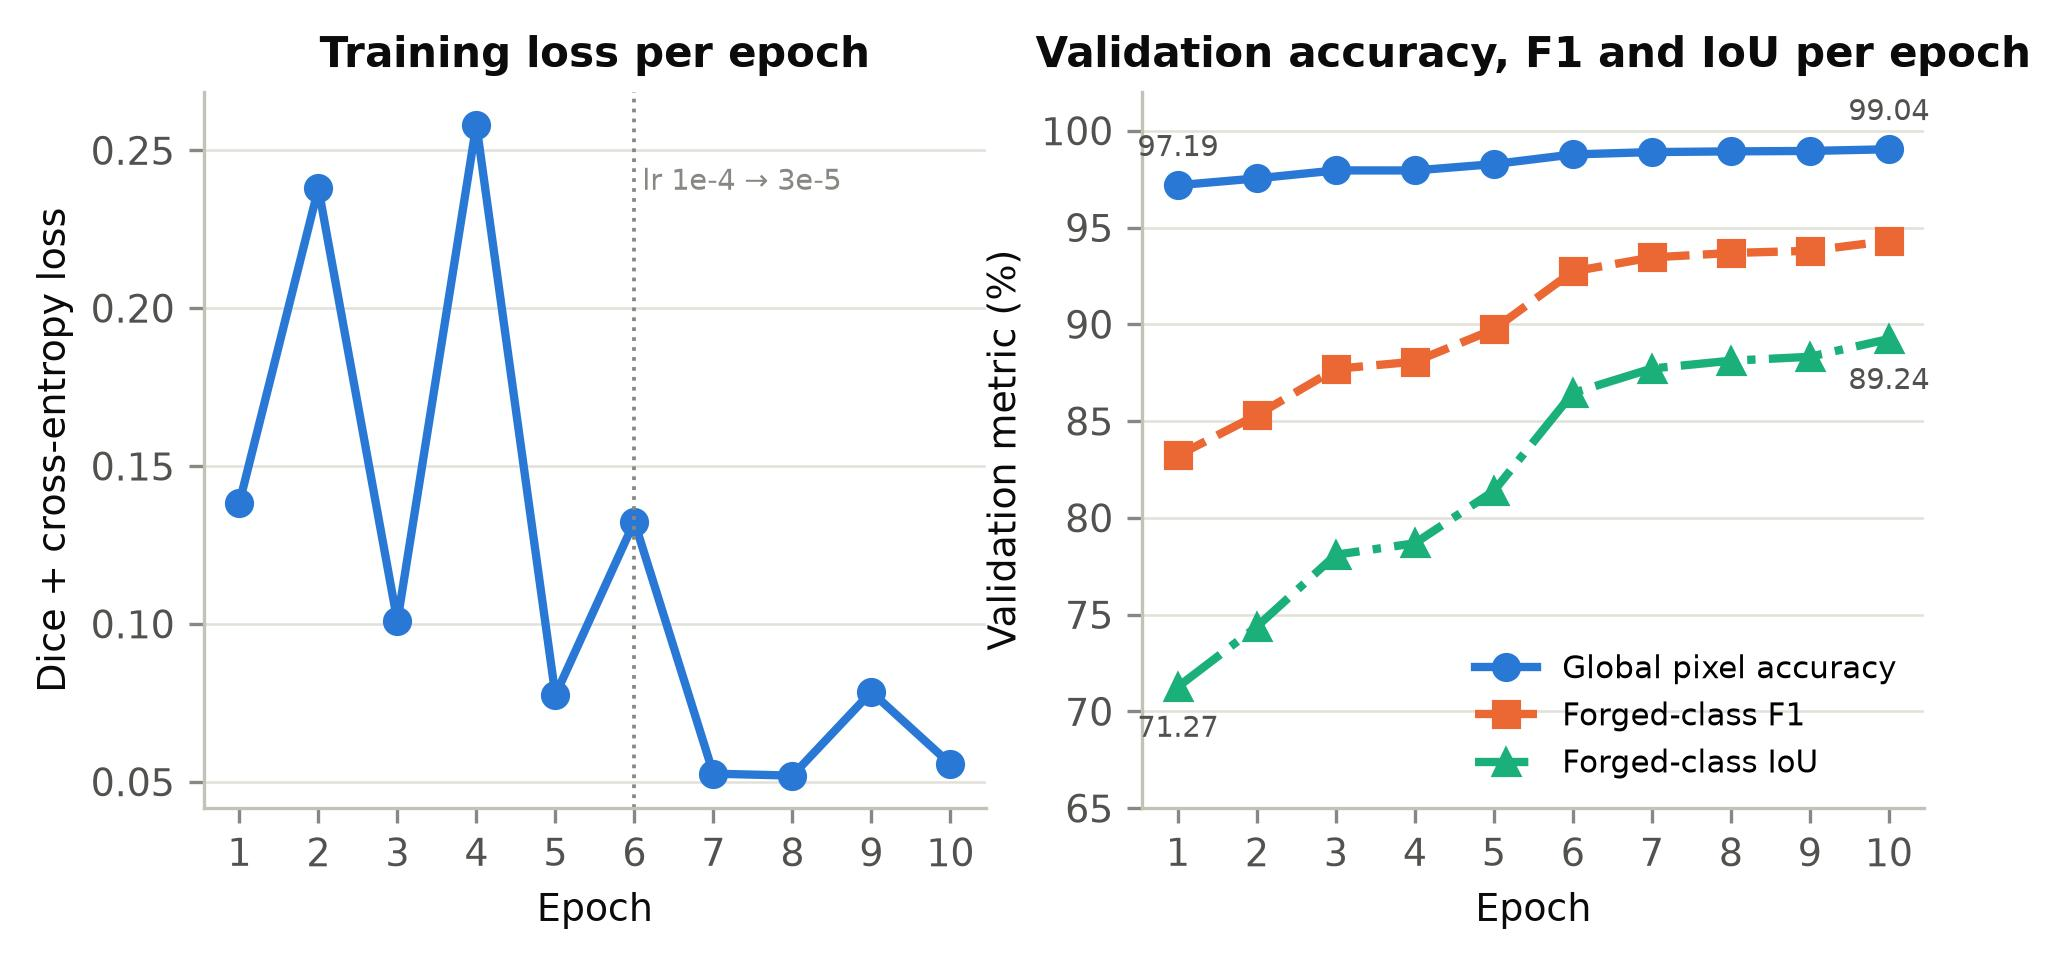 Training loss per epoch
Dice + cross-entropy loss
0.25
0.20
0.15
0.10
0.05
lr 1e-4 → 3e-5
1 2 3 4 5 6 7 8 9 10
Epoch
Validation accuracy, F1 and IoU per epoch
Validation metric (%)
100
95
90
85
80
75
70
65
97.19
99.04
89.24
71.27
Global pixel accuracy
Forged-class F1
Forged-class IoU
1 2 3 4 5 6 7 8 9 10
Epoch